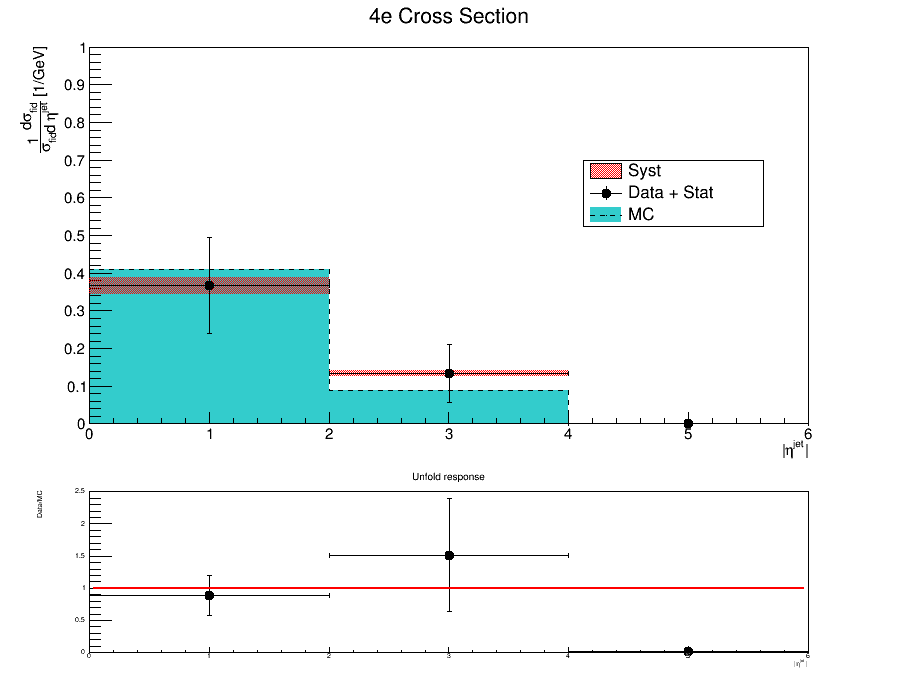 4e Cross Section
1 dσfid
σfid d ηjet [1/GeV]
1
0.9
0.8
0.7
0.6
0.5
0.4
0.3
0.2
0.1
0
Syst
Data + Stat
MC
0 1 2 3 4 5 6
|ηjet|
Unfold response
Data/MC
2.5
2
1.5
1
0.5
0
0 1 2 3 4 5 6
|ηjet|